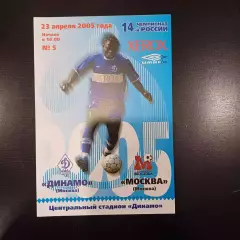 23 апреля 2005 года
Начало
в 16.00
№ 5
14 чемпионат
РОССИИ
2005
«ДИНАМО»
(Москва)
«МОСКВА»
(Москва)
Центральный стадион «Динамо»